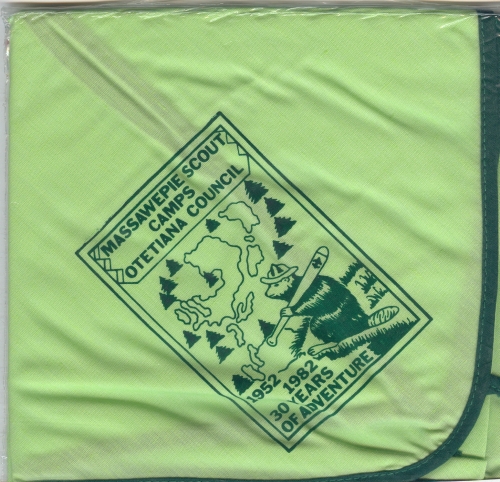 MASSAWEPIE SCOUT
CAMPS
OTETIANA COUNCIL
1952 1982
30 YEARS
OF ADVENTURE